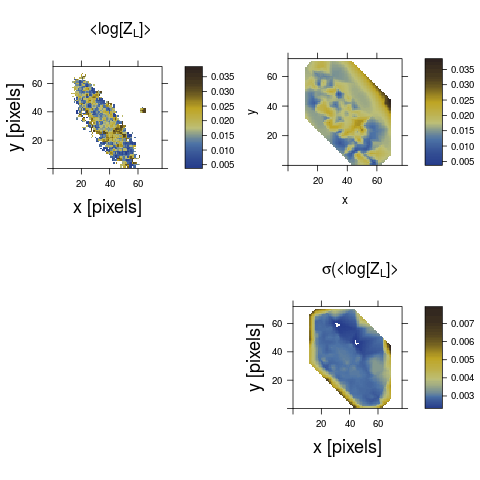 <log[Z_L]>
60
40
20
20 40 60
y [pixels]
x [pixels]
0.035
0.030
0.025
0.020
0.015
0.010
0.005
60
40
20
20 40 60
y
x
0.035
0.030
0.025
0.020
0.015
0.010
0.005
σ(<log[Z_L]>
60
40
20
20 40 60
y [pixels]
x [pixels]
0.007
0.006
0.005
0.004
0.003